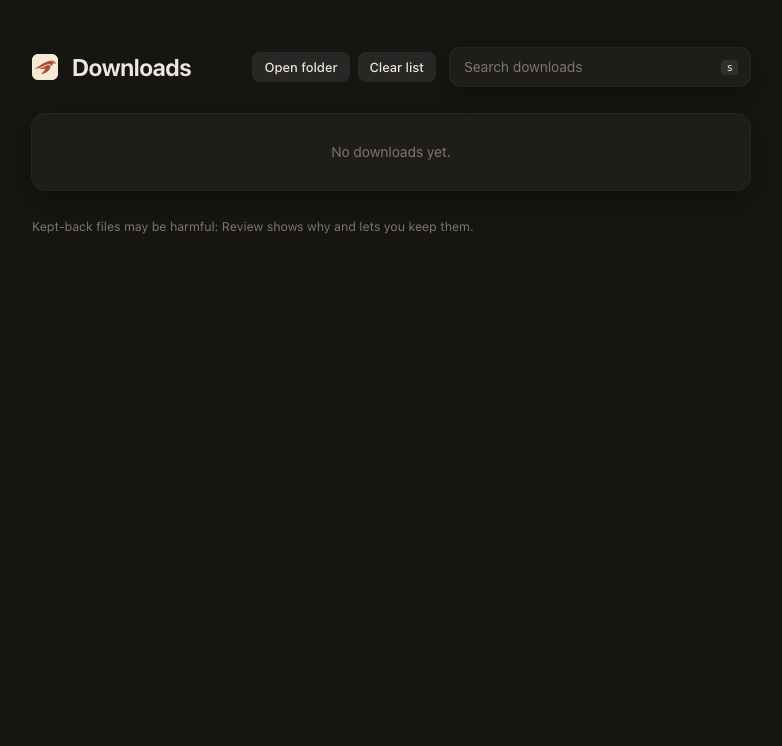 Downloads
Open folder
Clear list
Search downloads
s
No downloads yet.
Kept-back files may be harmful: Review shows why and lets you keep them.